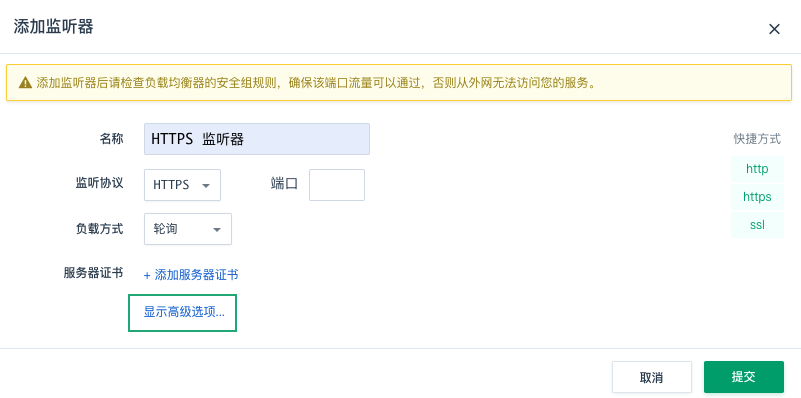 添加监听器
添加监听器后请检查负载均衡器的安全组规则，确保该端口流量可以通过，否则从外网无法访问您的服务。
名称 HTTPS 监听器
快捷方式
http
监听协议 HTTPS 端口
https
负载方式 轮询
ssl
服务器证书 + 添加服务器证书
显示高级选项...
取消 提交